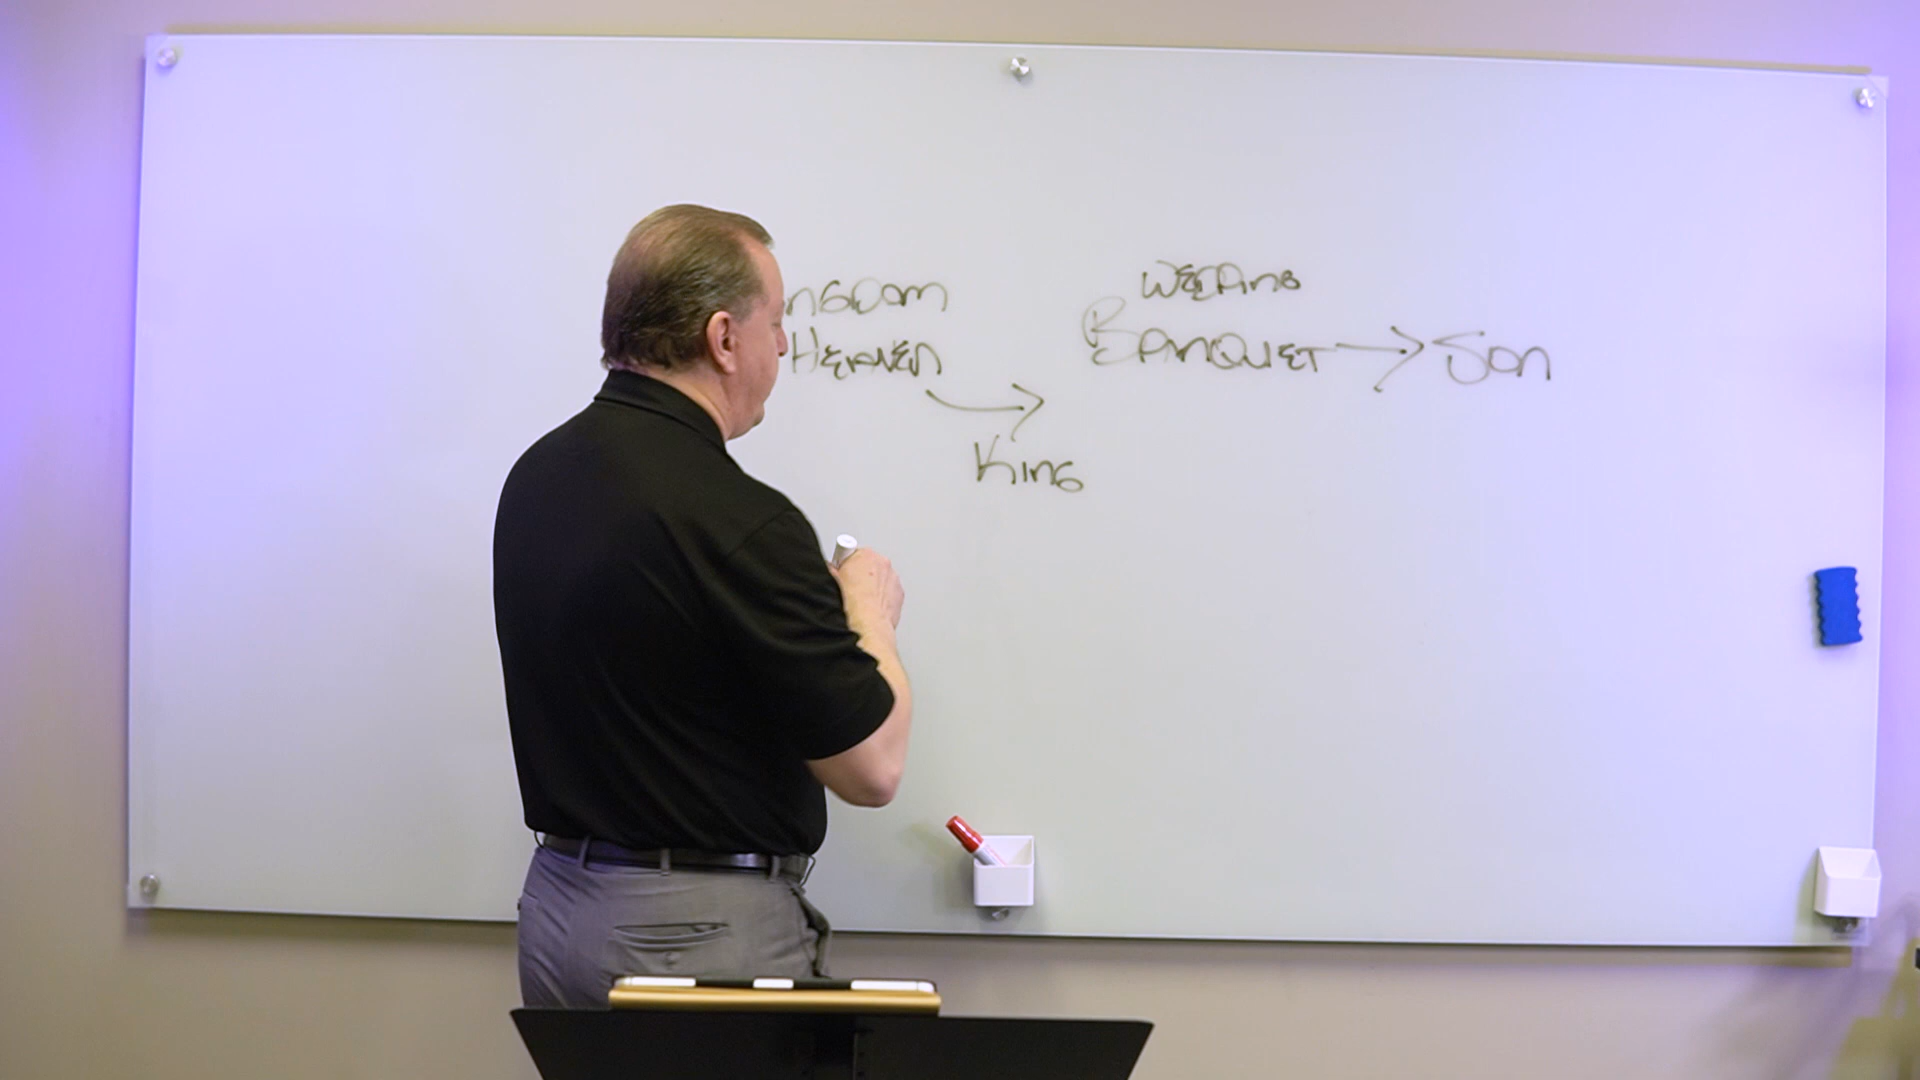 ngdom
Heaven
King
Wedding
Banquet → Son